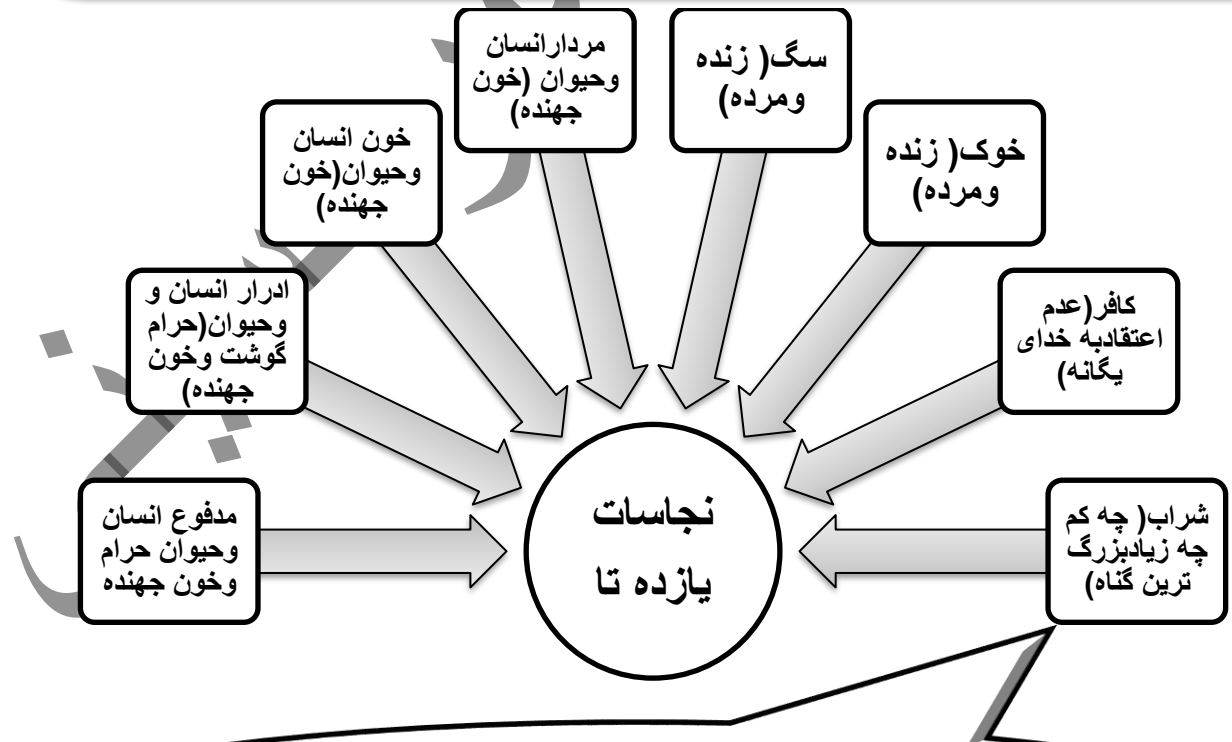 مردارانسان
وحیوان (خون
جهنده)
سگ( زنده
ومرده)
خون انسان
وحیوان(خون
جهنده)
خوک( زنده
ومرده)
ادرار انسان و
وحیوان(حرام
گوشت وخون
جهنده)
کافر(عدم
اعتقادبه خدای
یگانه)
مدفوع انسان
وحیوان حرام
وخون جهنده
نجاسات
یازده تا
شراب( چه کم
چه زیادبزرگ
ترین گناه)